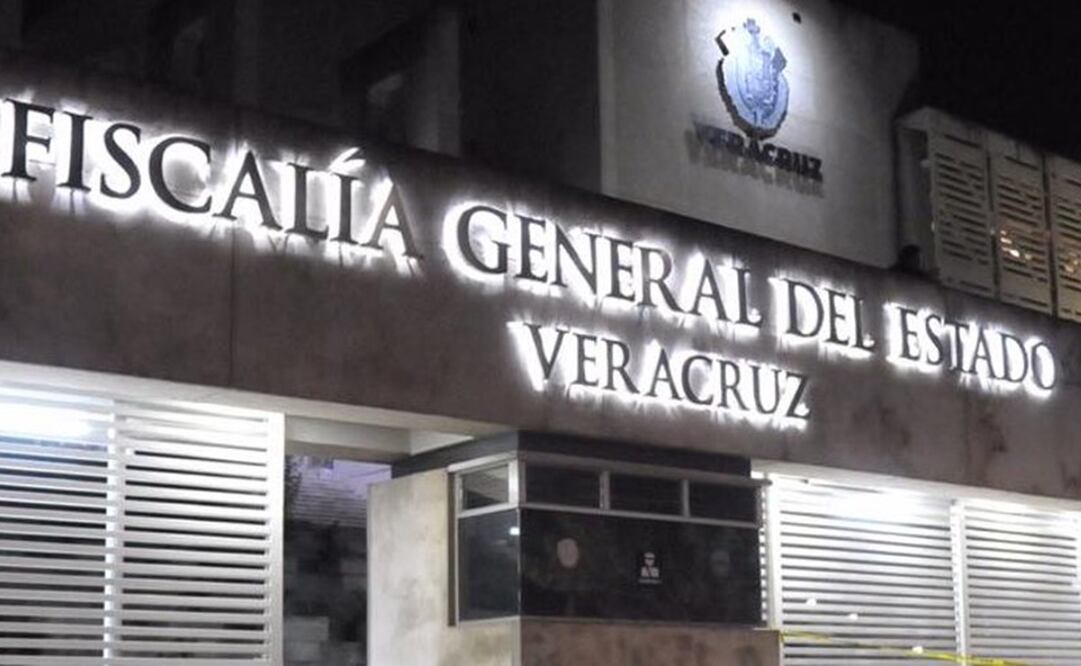 VERACRUZ
FISCALÍA GENERAL DEL ESTADO
VERACRUZ